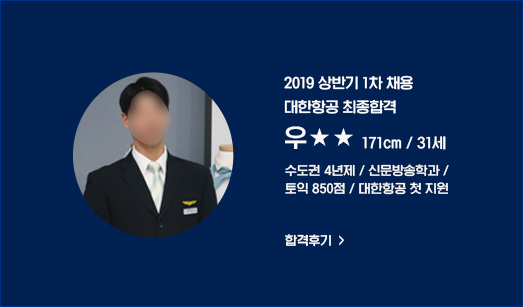 2019 상반기 1차 채용
대한항공 최종합격
우★★ 171cm / 31세
수도권 4년제 / 신문방송학과 /
토익 850점 / 대한항공 첫 지원
합격후기 >